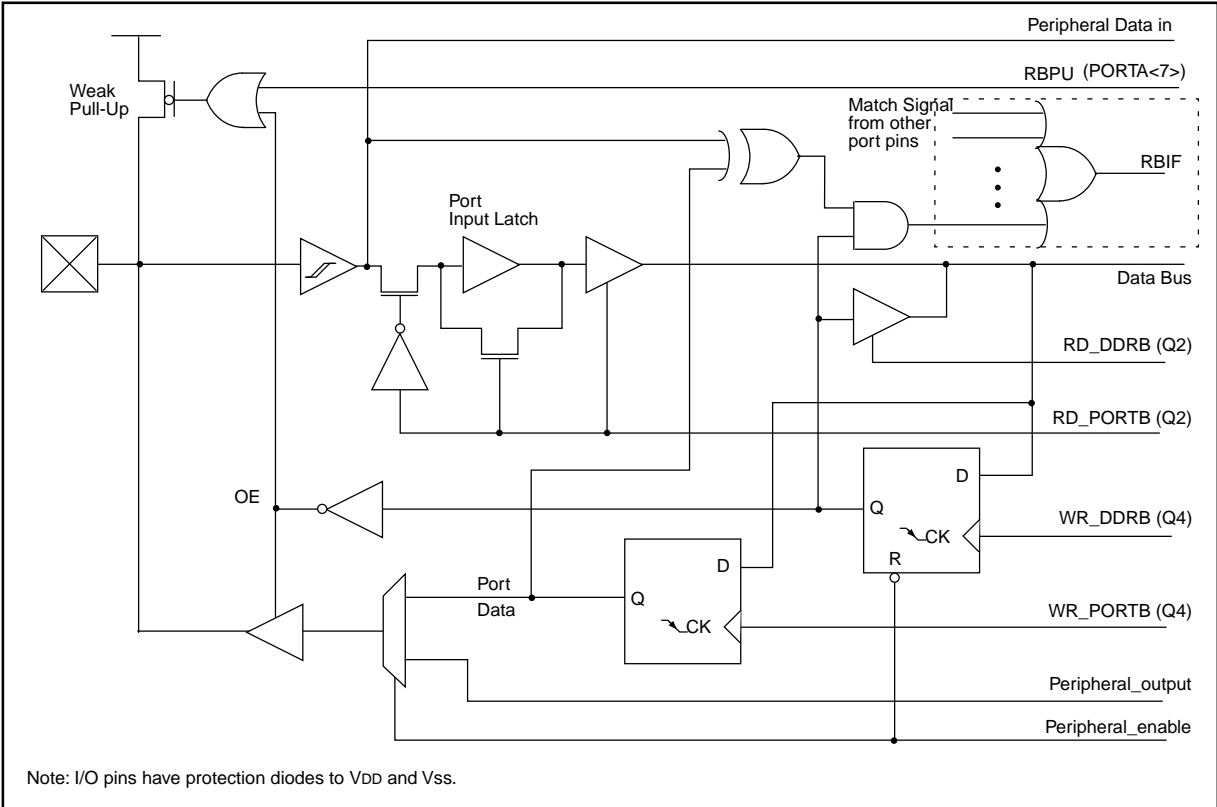 Peripheral Data in
RBPU (PORTA<7>)
Weak
Pull-Up
Match Signal
from other
port pins
RBIF
Port
Input Latch
Data Bus
RD_DDRB (Q2)
RD_PORTB (Q2)
OE
D
Q
CK
R
WR_DDRB (Q4)
Port
Data
D
Q
CK
WR_PORTB (Q4)
Peripheral_output
Peripheral_enable
Note: I/O pins have protection diodes to VDD and Vss.